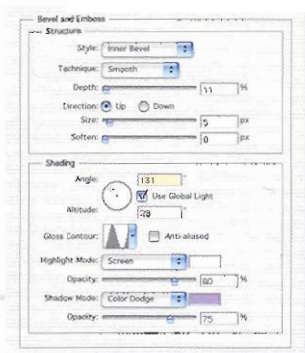 Bevel and Emboss
Structure
Style: Inner Bevel
Technique: Smooth
Depth: 11 %
Direction: Up Down
Size: 5 px
Soften: 0 px
Shading
Angle: 131 °
Use Global Light
Altitude: °
Gloss Contour: Anti-aliased
Highlight Mode: Screen
Opacity: 80 %
Shadow Mode: Color Dodge
Opacity: 75 %